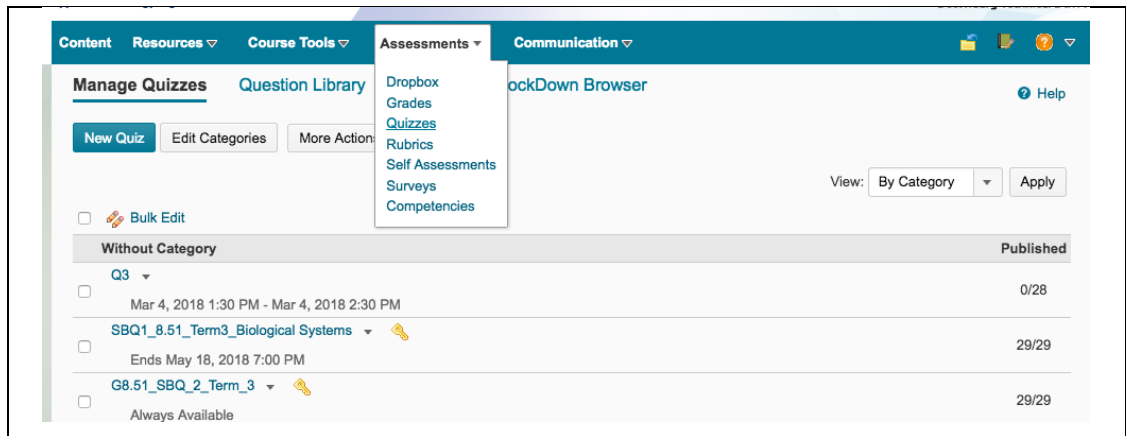 Content Resources Course Tools Assessments Communication
Manage Quizzes Question Library ockDown Browser
Help
Dropbox
Grades
Quizzes
Rubrics
Self Assessments
Surveys
Competencies
New Quiz Edit Categories More Action
View: By Category Apply
Bulk Edit
Without Category Published
Q3
0/28
Mar 4, 2018 1:30 PM - Mar 4, 2018 2:30 PM
SBQ1_8.51_Term3_Biological Systems
29/29
Ends May 18, 2018 7:00 PM
G8.51_SBQ_2_Term_3
29/29
Always Available